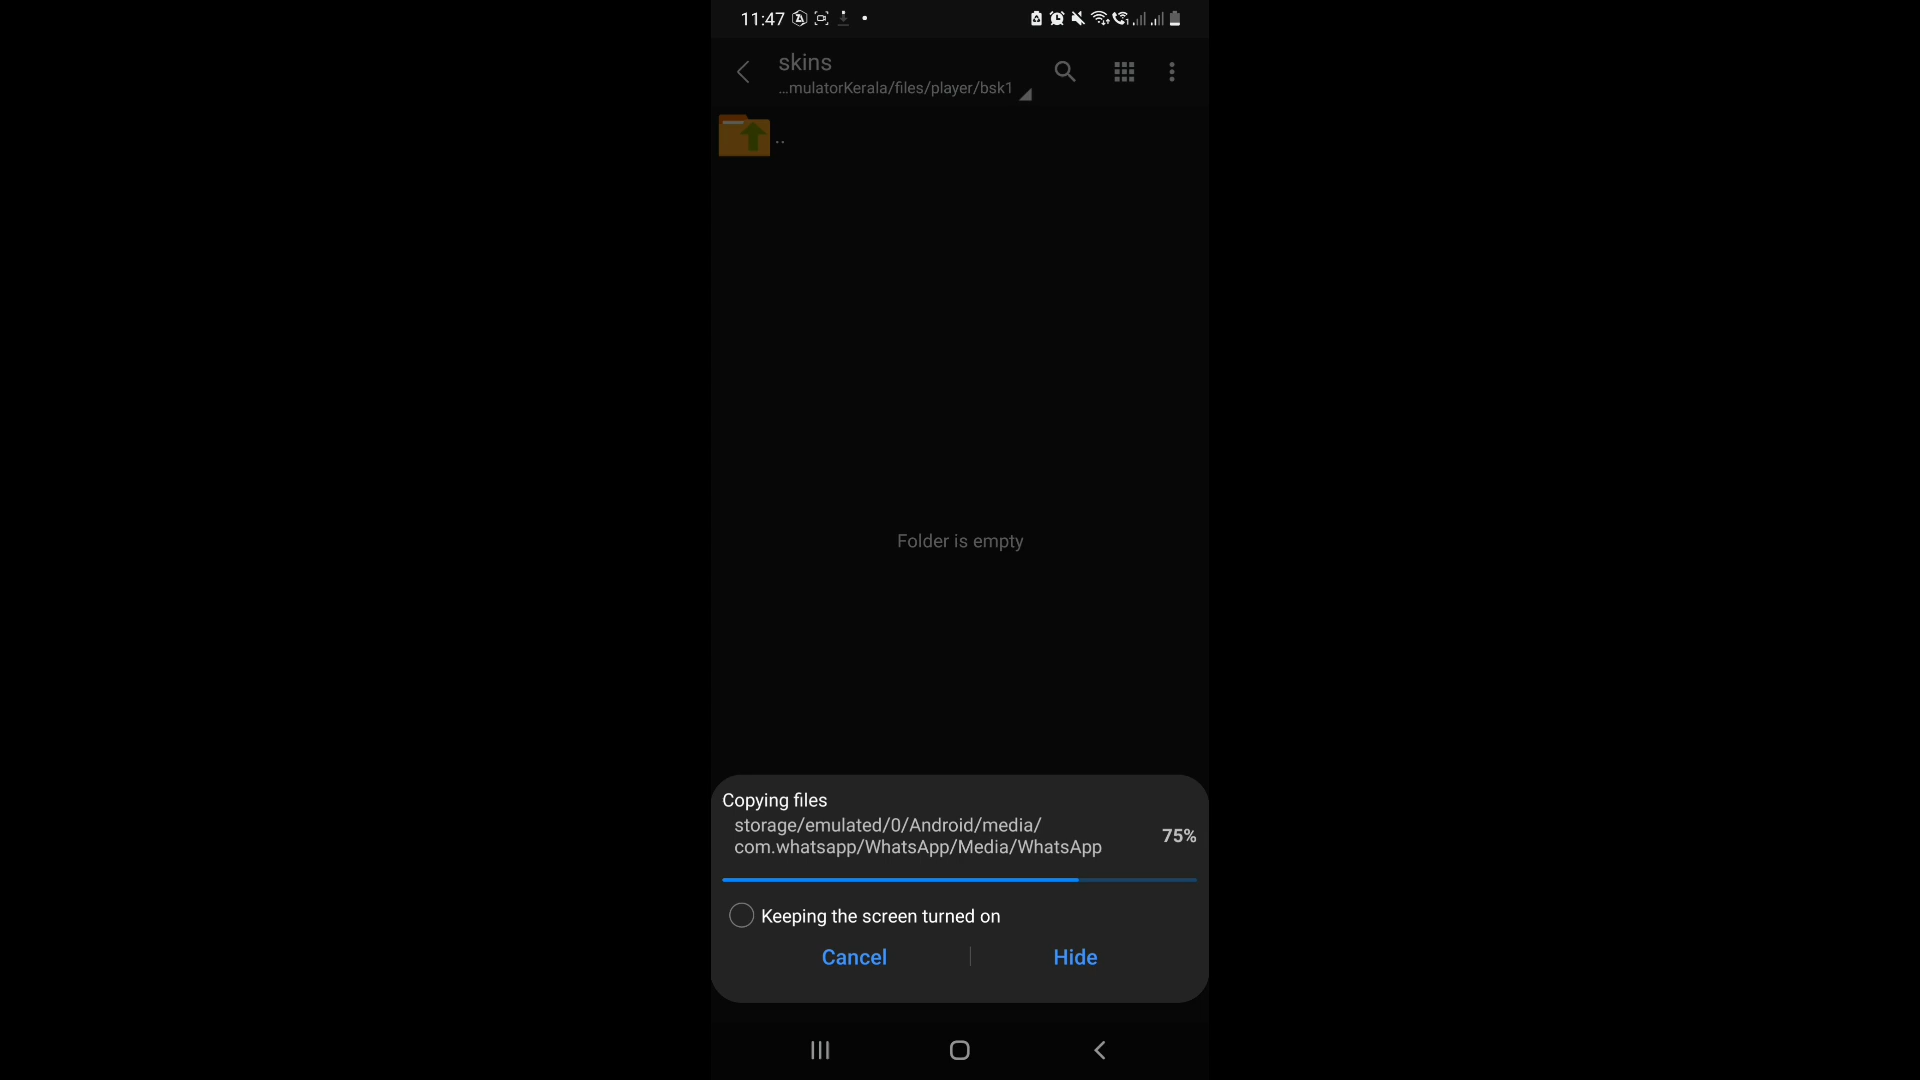 11:47
skins
...mulatorKerala/files/player/bsk1
..
Folder is empty
Copying files
storage/emulated/0/Android/media/
com.whatsapp/WhatsApp/Media/WhatsApp
75%
Keeping the screen turned on
Cancel
Hide